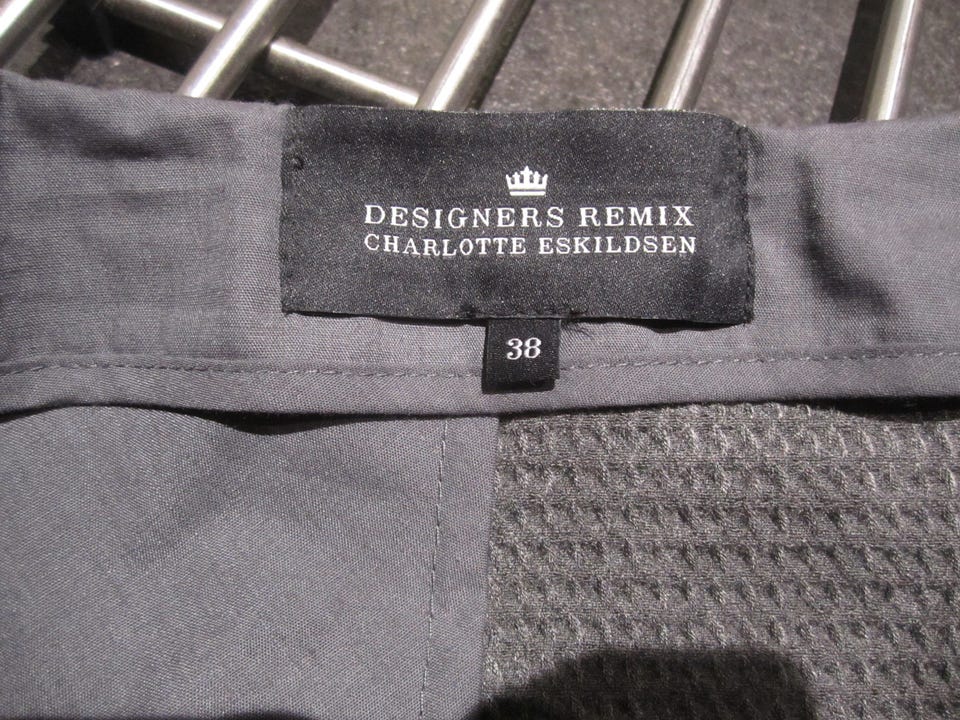 DESIGNERS REMIX
CHARLOTTE ESKILDSEN
38